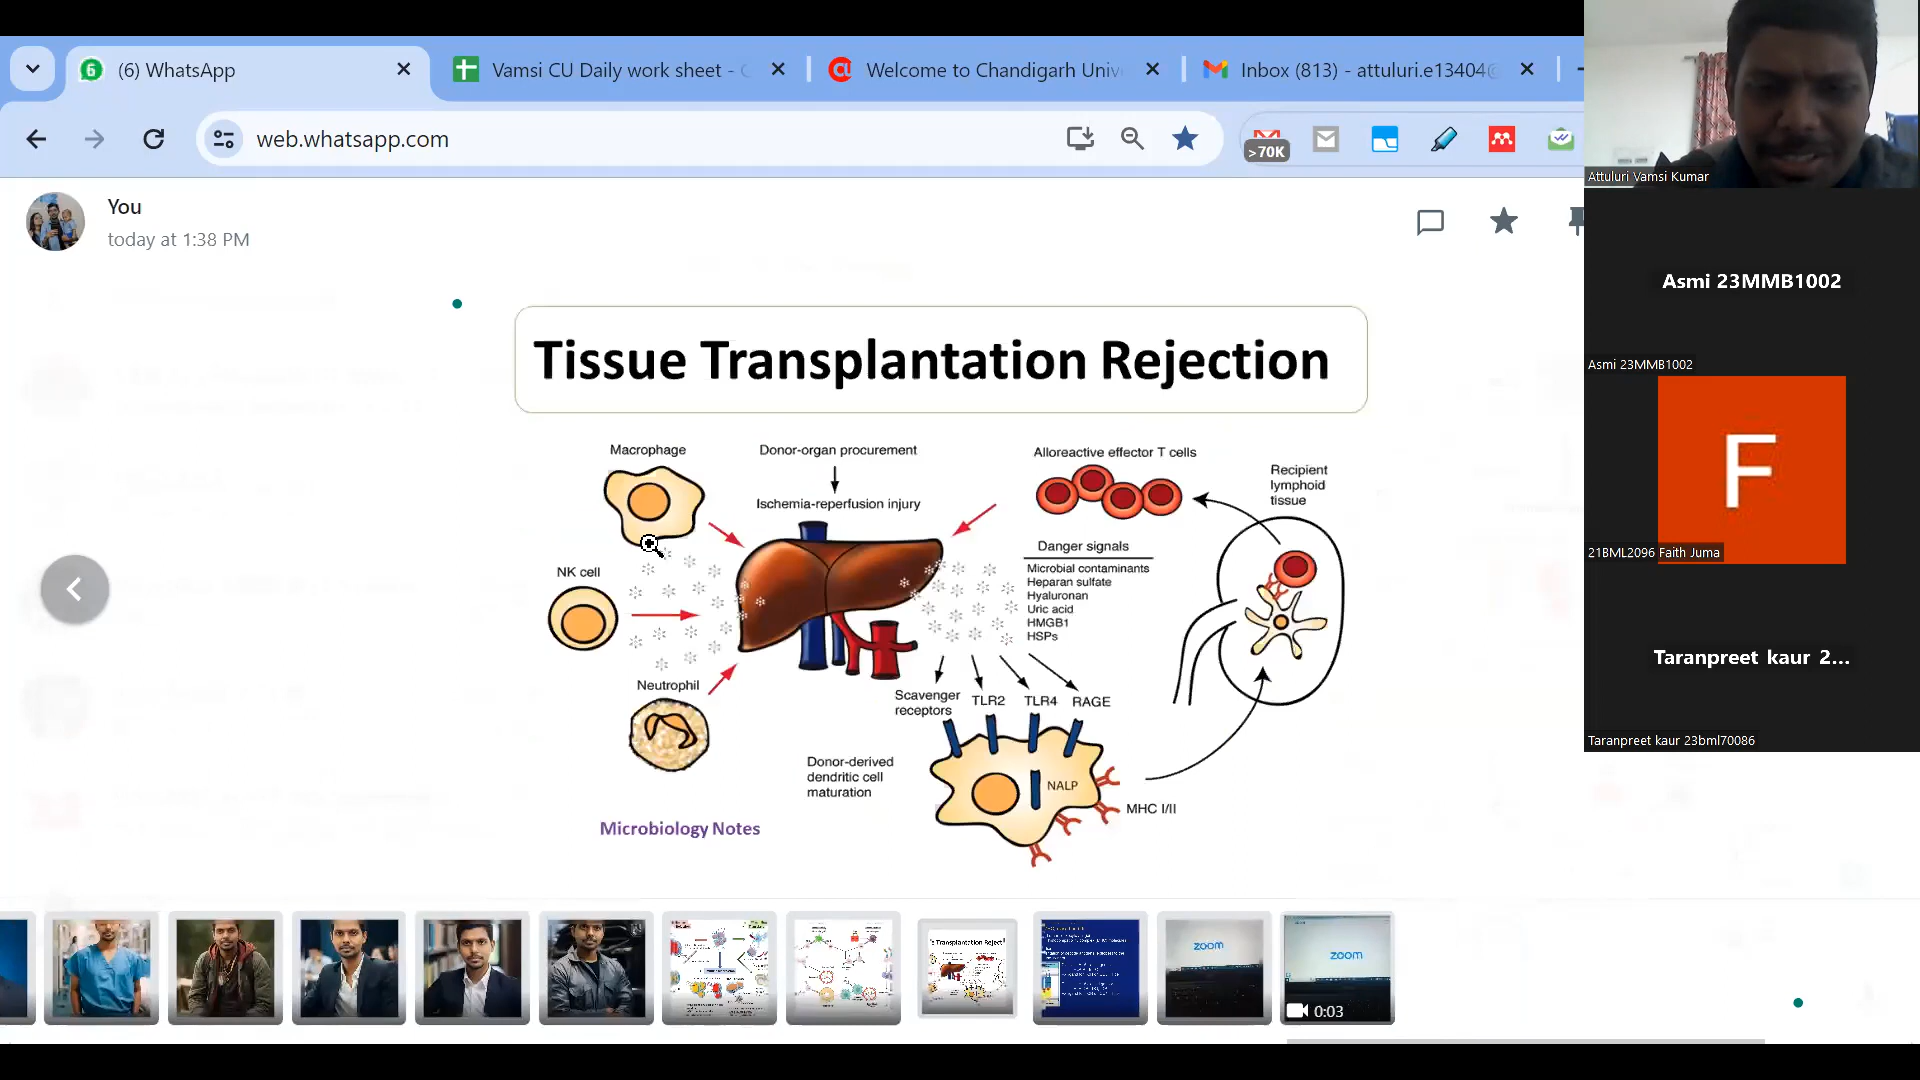 (6) WhatsApp
Vamsi CU Daily work sheet -
Welcome to Chandigarh Univ
Inbox (813) - attuluri.e13404@
web.whatsapp.com
>70K
You
today at 1:38 PM
Tissue Transplantation Rejection
Macrophage
Donor-organ procurement
Ischemia-reperfusion injury
Alloreactive effector T cells
Recipient
lymphoid
tissue
Danger signals
Microbial contaminants
Heparan sulfate
Hyaluronan
Uric acid
HMGB1
HSPs
NK cell
Neutrophil
Scavenger
receptors
TLR2
TLR4
RAGE
Donor-derived
dendritic cell
maturation
NALP
MHC I/II
Microbiology Notes
zoom
zoom
0:03
Attuluri Vamsi Kumar
Asmi 23MMB1002
Asmi 23MMB1002
F
21BML2096 Faith Juma
Taranpreet kaur 2...
Taranpreet kaur 23bml70086